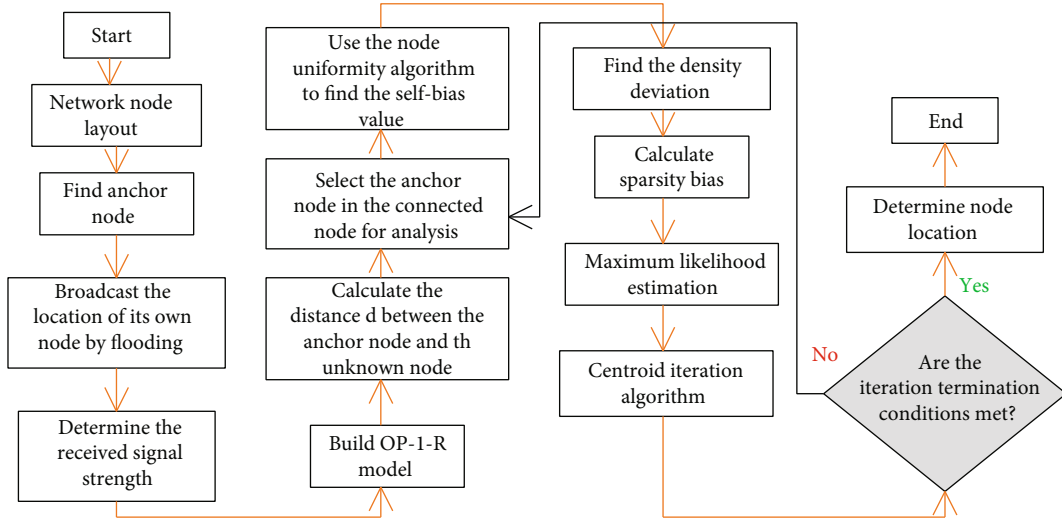 Start
Network node
layout
Find anchor
node
Broadcast the
location of its own
node by flooding
Determine the
received signal
strength
Build OP-1-R
model
Calculate the
distance d between the
anchor node and th
unknown node
Select the anchor
node in the connected
node for analysis
Use the node
uniformity algorithm
to find the self-bias
value
Find the density
deviation
Calculate
sparsity bias
Maximum likelihood
estimation
Centroid iteration
algorithm
Are the
iteration termination
conditions met?
No
Yes
Determine node
location
End